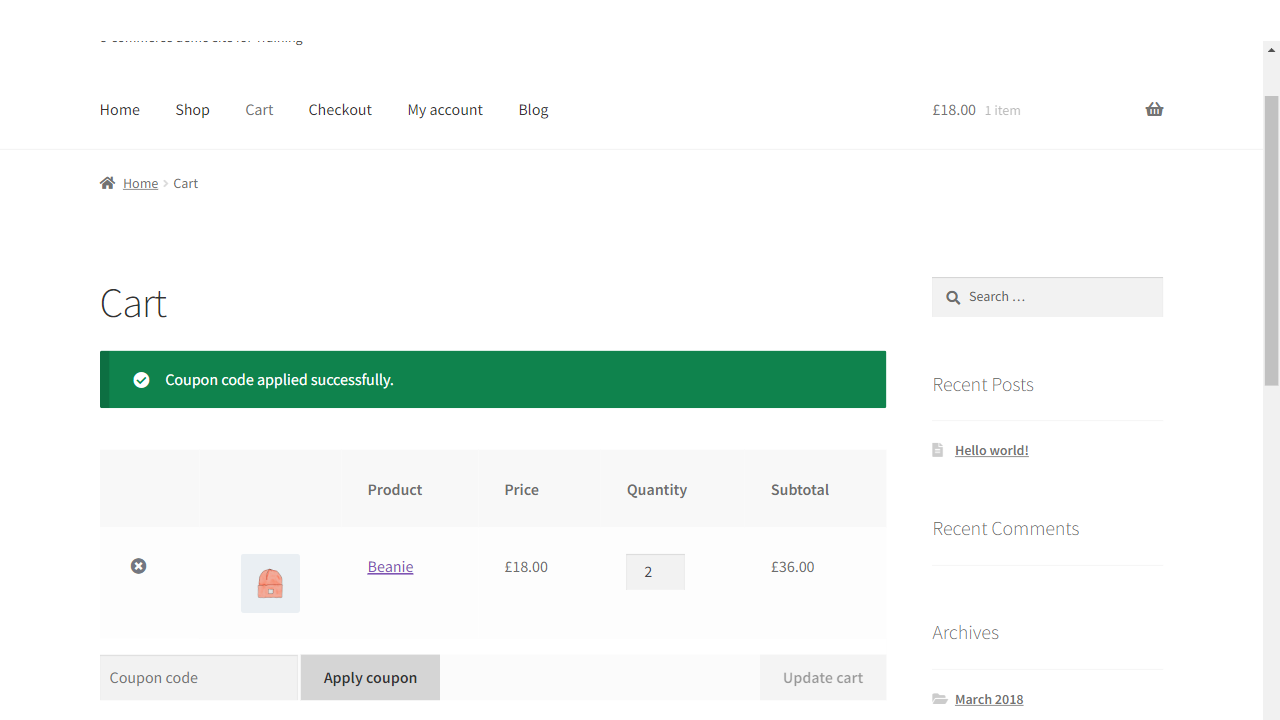 Home Shop Cart Checkout My account Blog £18.00 1 item
Home Cart
Cart
Search …
Coupon code applied successfully.
Recent Posts
Hello world!
Product Price Quantity Subtotal
Recent Comments
Beanie £18.00 2 £36.00
Archives
Coupon code Apply coupon Update cart
March 2018